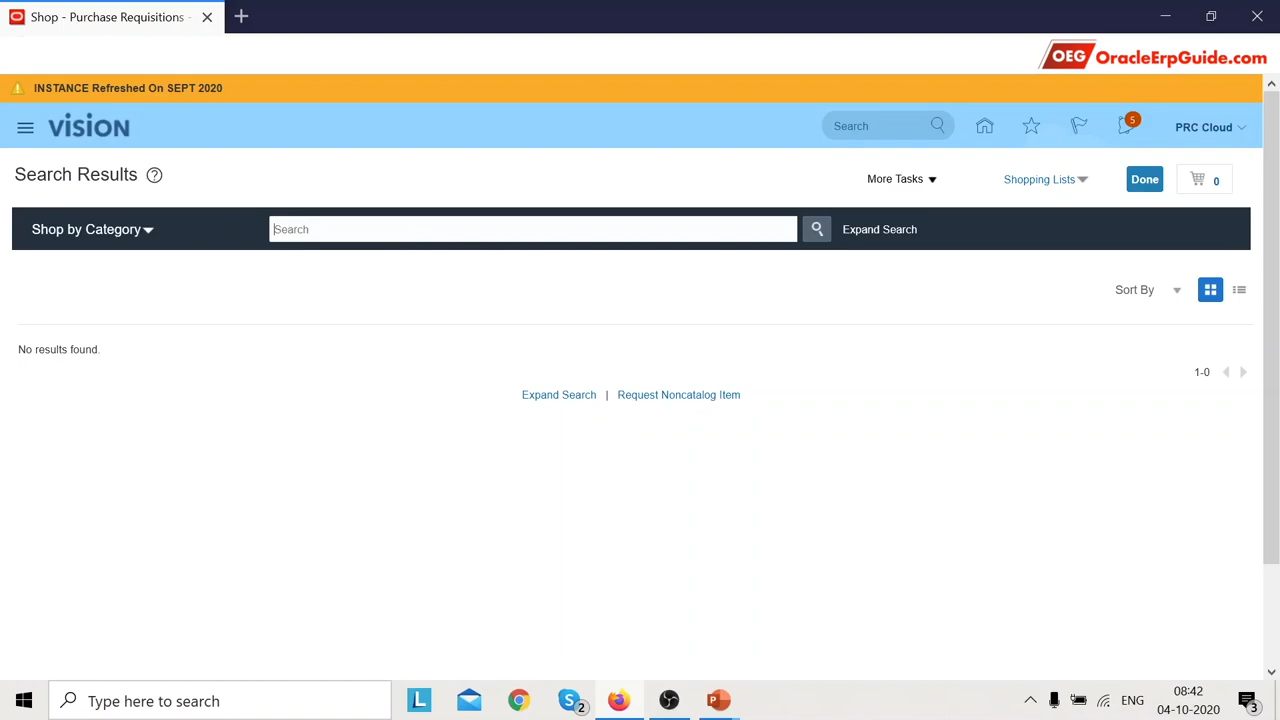 Shop - Purchase Requisitions -
OEG OracleErpGuide.com
INSTANCE Refreshed On SEPT 2020
VISION
Search
5
PRC Cloud
Search Results
More Tasks
Shopping Lists
Done
0
Shop by Category
Search
Expand Search
Sort By
No results found.
1-0
Expand Search | Request Noncatalog Item
Type here to search
L
2
ENG
08:42
04-10-2020
3